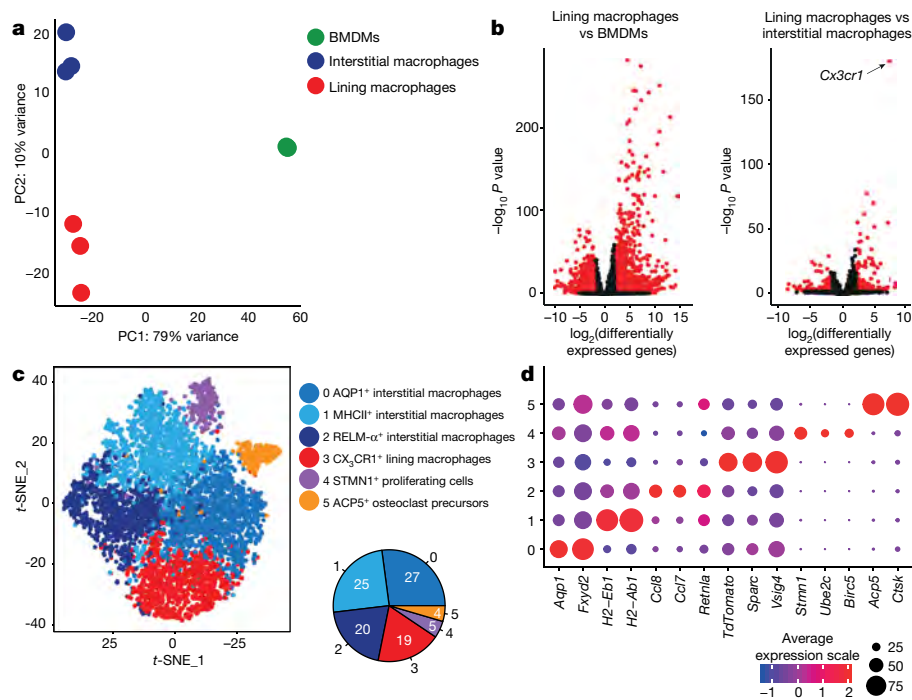 a
20
10
0
−10
−20
PC2: 10% variance
−20
0
20
40
60
PC1: 79% variance
BMDMs
Interstitial macrophages
Lining macrophages
b
Lining macrophages
vs BMDMs
200
100
0
−log10 P value
−10
−5
0
5
10
15
log2(differentially
expressed genes)
Lining macrophages vs
interstitial macrophages
Cx3cr1
150
100
50
0
−log10 P value
−10
−5
0
5
10
log2(differentially
expressed genes)
c
40
20
0
−20
−40
t-SNE_2
25
0
−25
t-SNE_1
0 AQP1+ interstitial macrophages
1 MHCII+ interstitial macrophages
2 RELM-α+ interstitial macrophages
3 CX3CR1+ lining macrophages
4 STMN1+ proliferating cells
5 ACP5+ osteoclast precursors
0
1
25
27
4
5
5
4
20
19
2
3
d
5
4
3
2
1
0
Aqp1
Fxyd2
H2−Eb1
H2−Ab1
Ccl8
Ccl7
Retnla
TdTomato
Sparc
Vsig4
Stmn1
Ube2c
Birc5
Acp5
Ctsk
Average
expression scale
−1
0
1
2
25
50
75